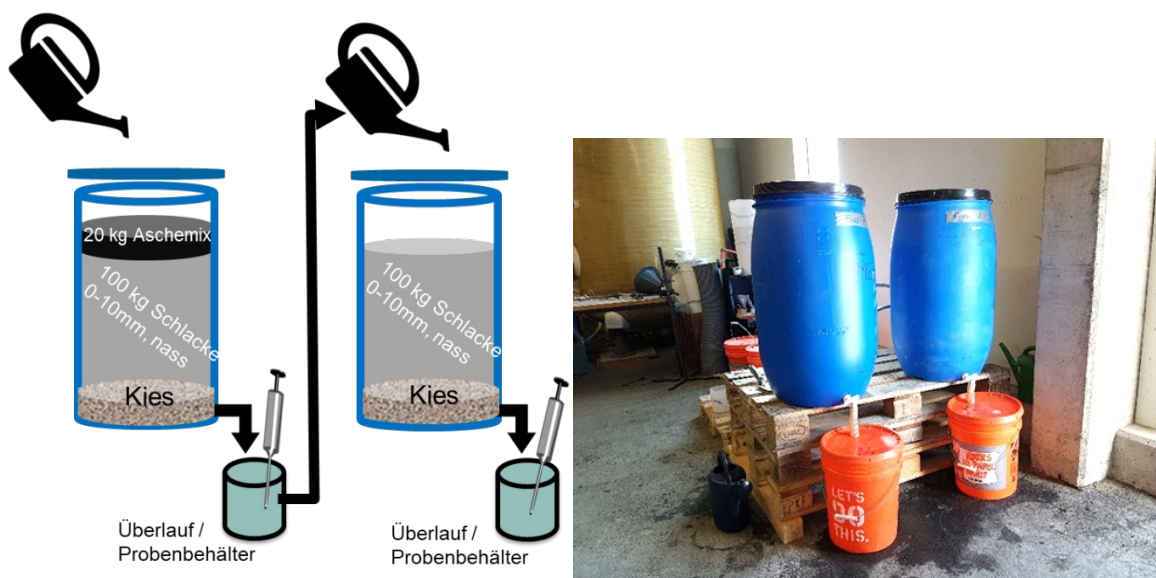 20 kg Aschemix
100 kg Schlacke
0-10mm, nass
Kies
Überlauf /
Probenbehälter
100 kg Schlacke
0-10mm, nass
Kies
Überlauf /
Probenbehälter
LET'S
DO
THIS.